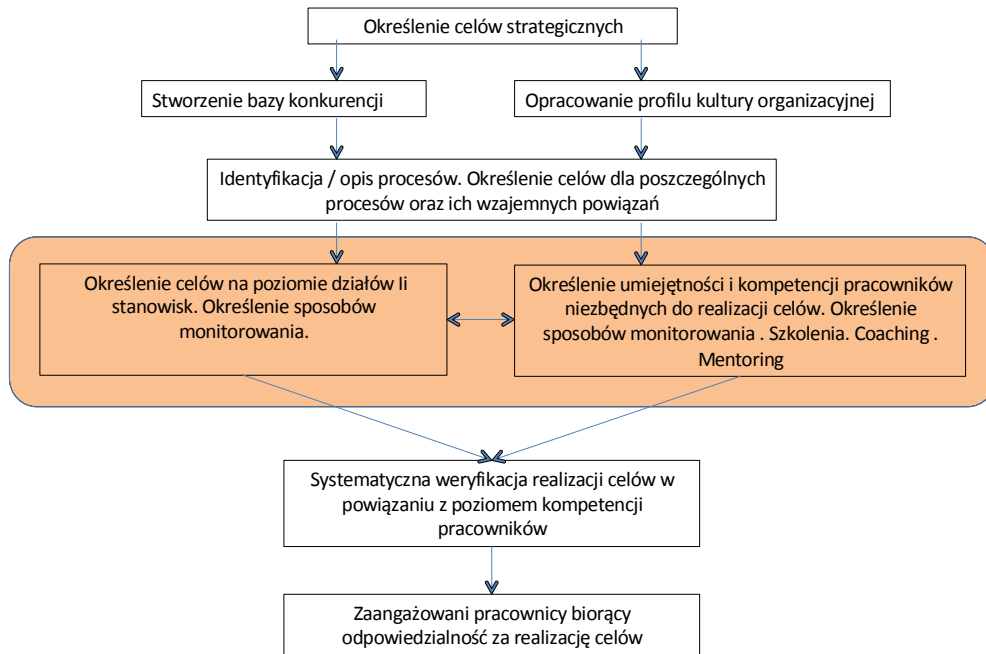 Określenie celów strategicznych
Stworzenie bazy konkurencji
Opracowanie profilu kultury organizacyjnej
Identyfikacja / opis procesów. Określenie celów dla poszczególnych
procesów oraz ich wzajemnych powiązań
Określenie celów na poziomie działów Ii
stanowisk. Określenie sposobów
monitorowania.
Określenie umiejętności i kompetencji pracowników
niezbędnych do realizacji celów. Określenie
sposobów monitorowania . Szkolenia. Coaching .
Mentoring
Systematyczna weryfikacja realizacji celów w
powiązaniu z poziomem kompetencji
pracowników
Zaangażowani pracownicy biorący
odpowiedzialność za realizację celów